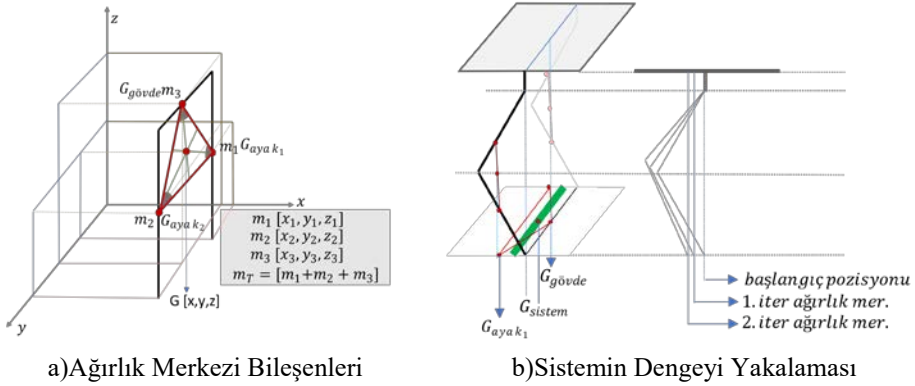 z
G_gövde m_3
m_1 G_ayak_1
x
m_2 G_ayak_2
m_1 [x_1, y_1, z_1]
m_2 [x_2, y_2, z_2]
m_3 [x_3, y_3, z_3]
m_T = [m_1+m_2 + m_3]
G [x,y,z]
y
a)Ağırlık Merkezi Bileşenleri
G_gövde
G_sistem
G_ayak_1
başlangıç pozisyonu
1. iter ağırlık mer.
2. iter ağırlık mer.
b)Sistemin Dengeyi Yakalaması